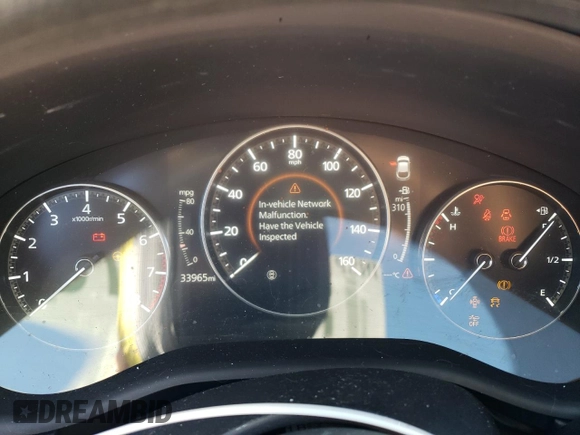 80
mph
60
100
40
120
20
140
0
160
In-vehicle Network
Malfunction.
Have the Vehicle
Inspected
4
x1000r/min
3
5
2
6
1
7
0
mpg
80
40
0
33965mi
mi
310
0
--°C
H
C
F
1/2
E
BRAKE
OFF
DREAMBID